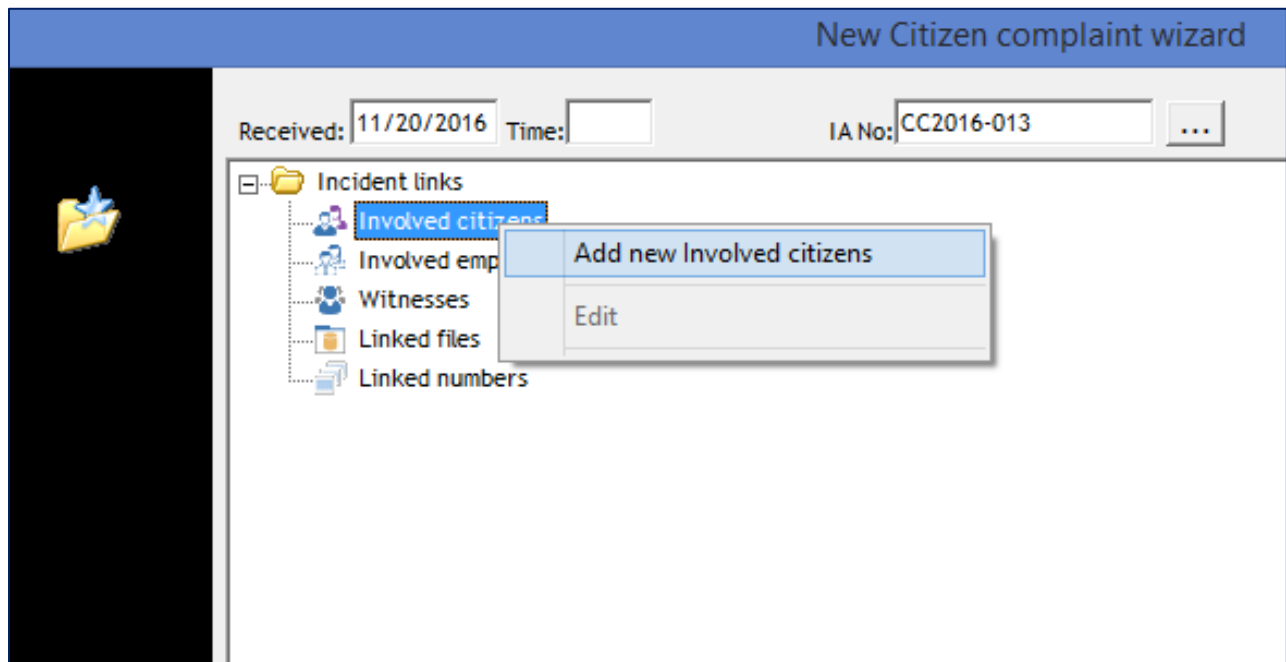 New Citizen complaint wizard
Received: 11/20/2016 Time: IA No: CC2016-013 ...
Incident links
Involved citizens
Add new Involved citizens
Involved emp
Edit
Witnesses
Linked files
Linked numbers